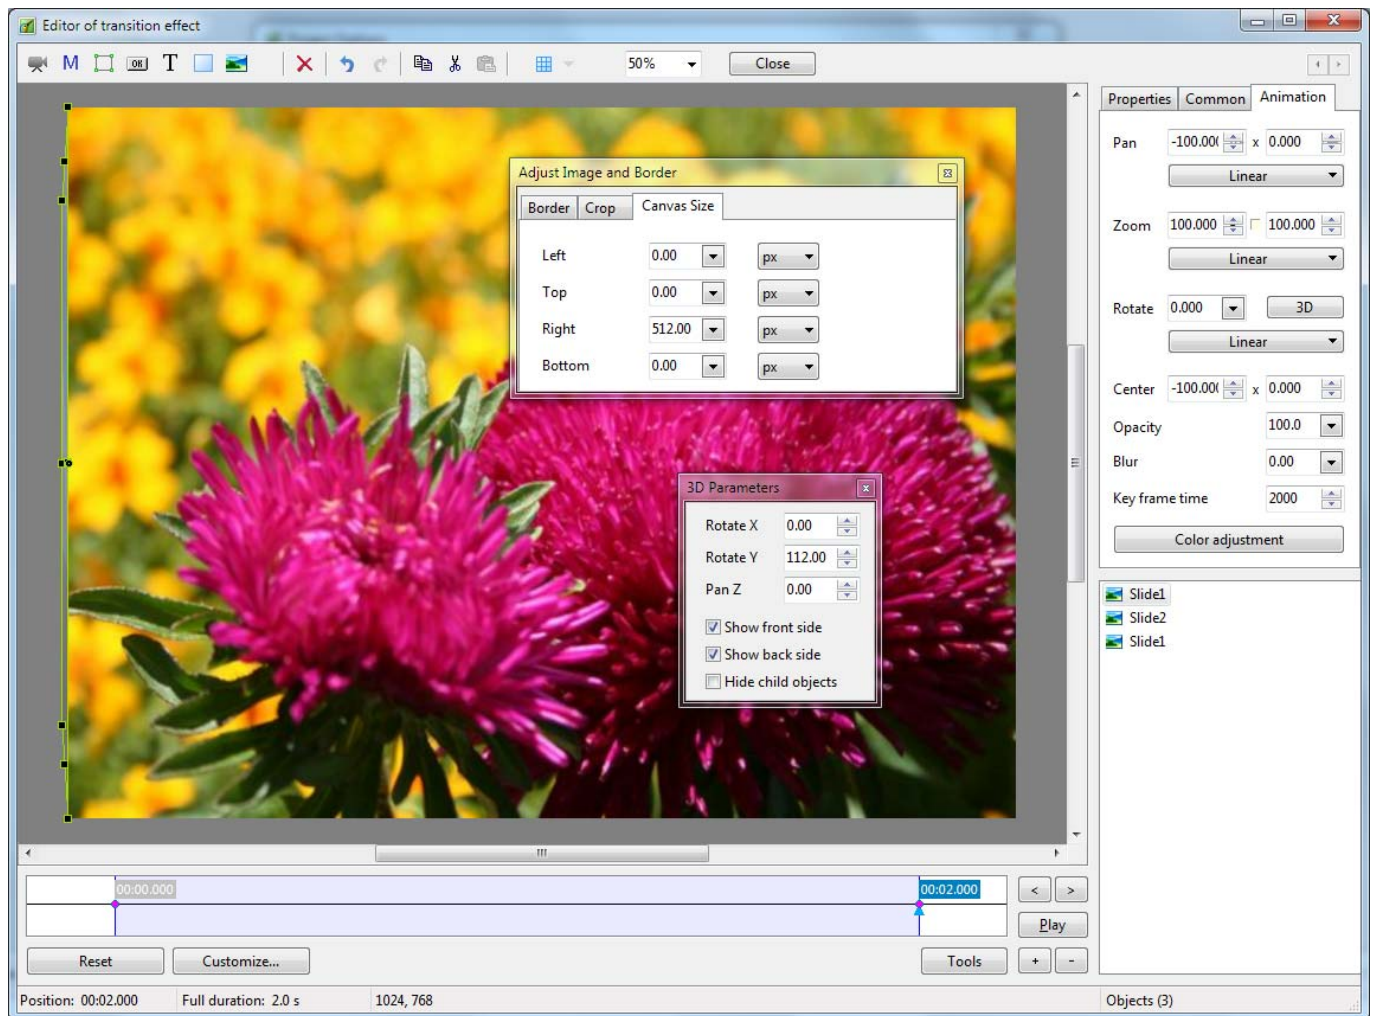 Editor of transition effect
M OK T 50% Close
Properties Common Animation
Pan -100.00( x 0.000
Linear
Zoom 100.000 100.000
Linear
Rotate 0.000 3D
Linear
Center -100.00( x 0.000
Opacity 100.0
Blur 0.00
Key frame time 2000
Color adjustment
Adjust Image and Border
Border Crop Canvas Size
Left 0.00 px
Top 0.00 px
Right 512.00 px
Bottom 0.00 px
3D Parameters
Rotate X 0.00
Rotate Y 112.00
Pan Z 0.00
Show front side
Show back side
Hide child objects
Slide1
Slide2
Slide1
00:00.000 00:02.000
< >
Play
Reset Customize... Tools + -
Position: 00:02.000 Full duration: 2.0 s 1024, 768 Objects (3)